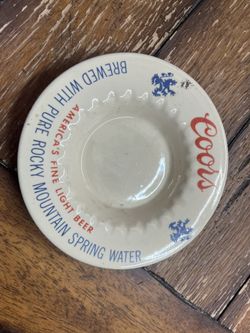 Coors
BREWED WITH PURE ROCKY MOUNTAIN SPRING WATER
AMERICA'S FINE LIGHT BEER